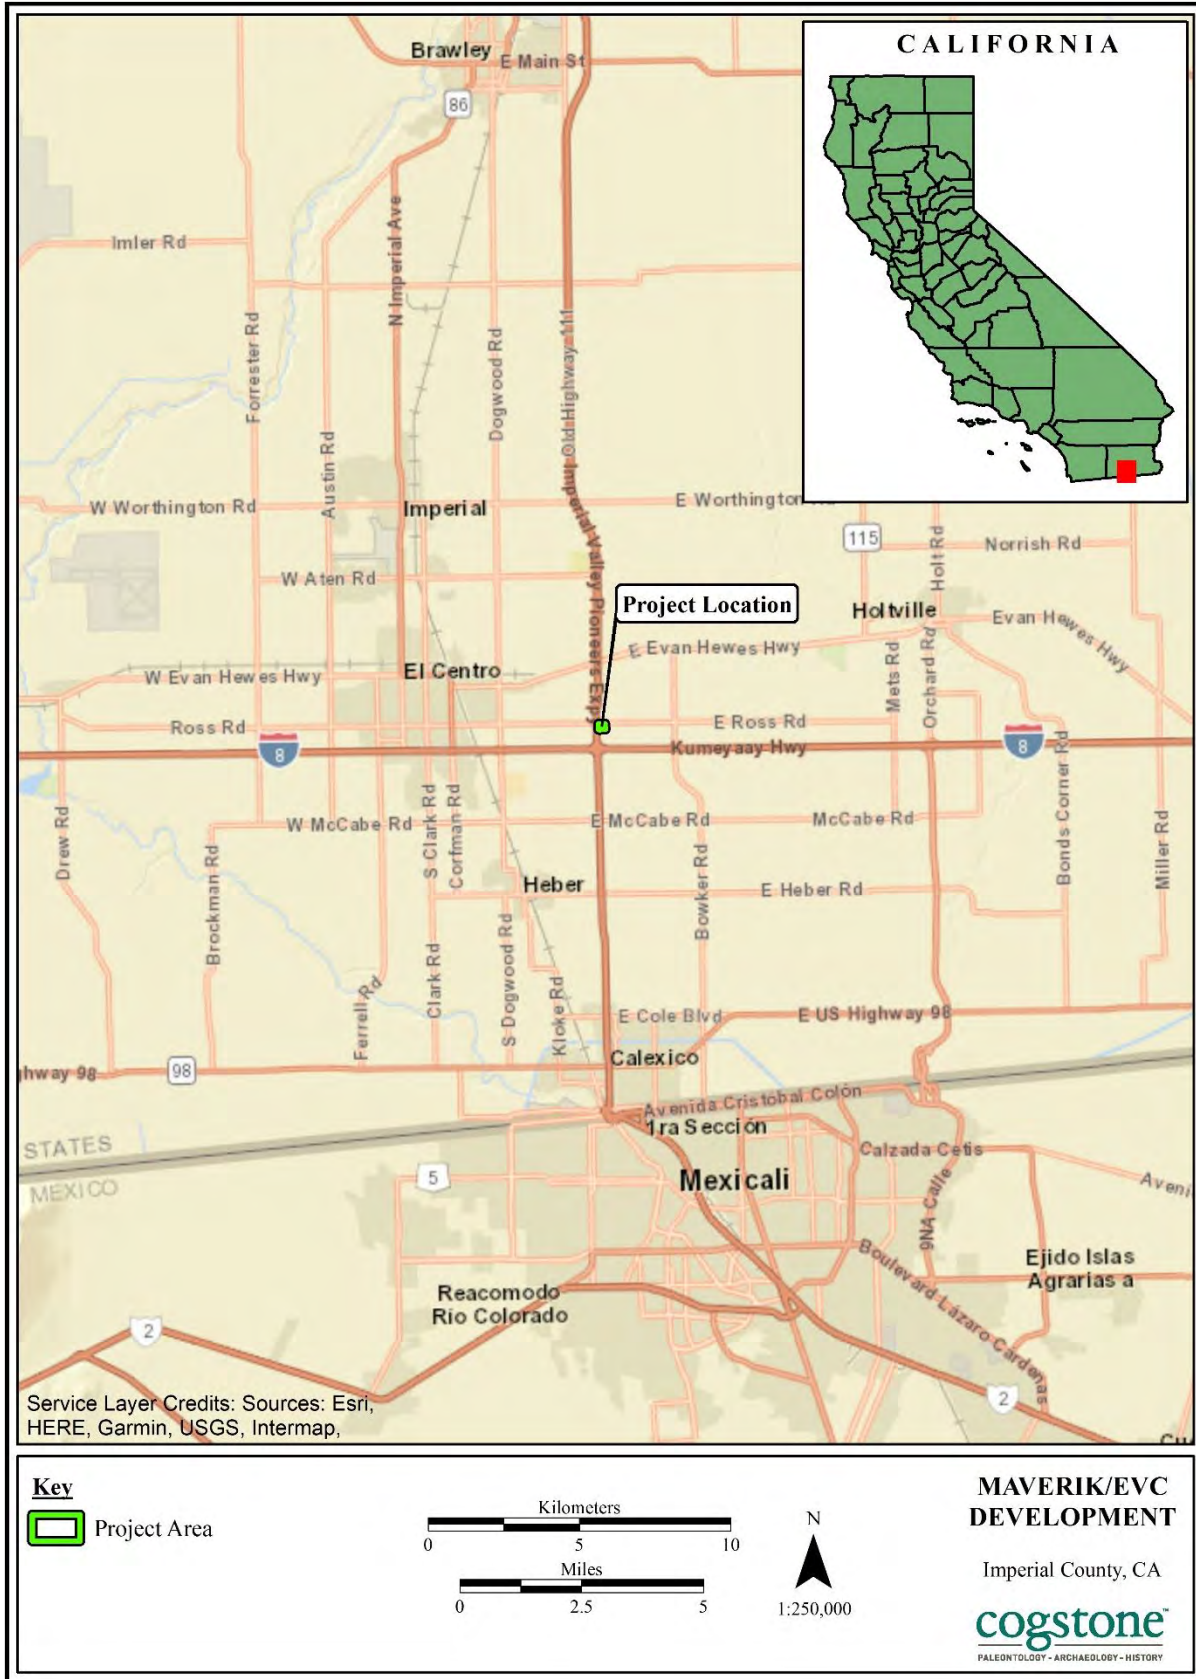 CALIFORNIA
Brawley
E Main St
86
Imler Rd
N Imperial Ave
Forrester Rd
Dogwood Rd
Old Highway 111
Austin Rd
W Worthington Rd
Imperial
E Worthington
Imperial Valley Pioneers Expy
115
Norrish Rd
Holt Rd
W Aten Rd
Project Location
Holtville
Evan Hewes Hwy
E Evan Hewes Hwy
W Evan Hewes Hwy
El Centro
Mets Rd
Orchard Rd
Ross Rd
E Ross Rd
8
Kumeyaay Hwy
8
Drew Rd
W McCabe Rd
S Clark Rd
Corfman Rd
E McCabe Rd
McCabe Rd
Bonds Corner Rd
Miller Rd
Brockman Rd
Heber
E Heber Rd
Bowker Rd
Ferrell Rd
Clark Rd
S Dogwood Rd
Kloke Rd
E Cole Blvd
E US Highway 98
Calexico
hway 98
98
Avenida Cristobal Colón
1ra Sección
STATES
MEXICO
5
Mexicali
Calzada Cetis
9NA Calle
Aveni
Ejido Islas
Agrarias a
Boulevard Lázaro Cardenas
Reacomodo
Río Colorado
2
2
Service Layer Credits: Sources: Esri,
HERE, Garmin, USGS, Intermap,
Key
Project Area
Kilometers
0 5 10
Miles
0 2.5 5
N
1:250,000
MAVERIK/EVC
DEVELOPMENT
Imperial County, CA
cogstone™
PALEONTOLOGY - ARCHAEOLOGY - HISTORY